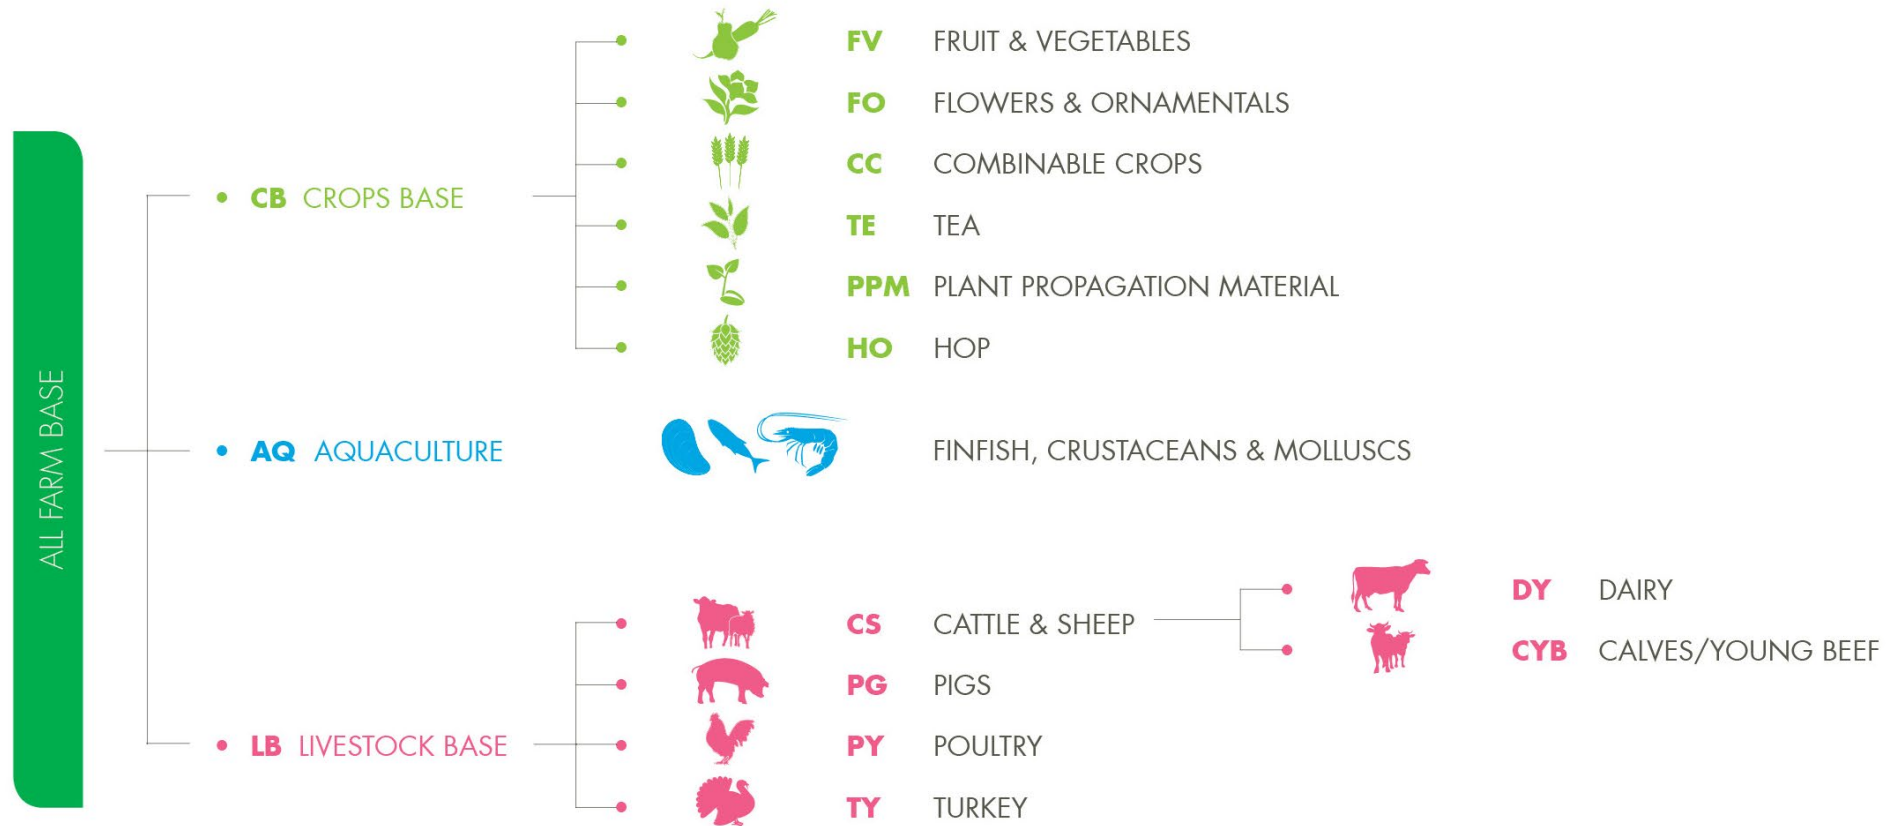 ALL FARM BASE
CB CROPS BASE
FV FRUIT & VEGETABLES
FO FLOWERS & ORNAMENTALS
CC COMBINABLE CROPS
TE TEA
PPM PLANT PROPAGATION MATERIAL
HO HOP
AQ AQUACULTURE
FINFISH, CRUSTACEANS & MOLLUSCS
LB LIVESTOCK BASE
CS CATTLE & SHEEP
DY DAIRY
CYB CALVES/YOUNG BEEF
PG PIGS
PY POULTRY
TY TURKEY